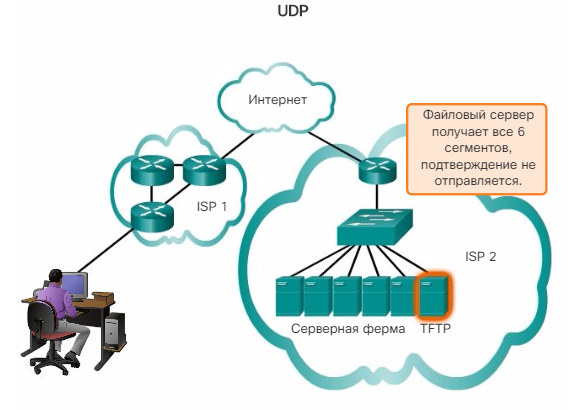 UDP
Интернет
Файловый сервер
получает все 6
сегментов,
подтверждение не
отправляется.
ISP 1
ISP 2
Серверная ферма
TFTP